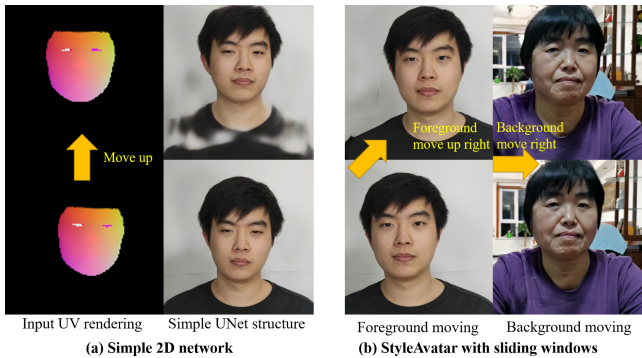 Move up
Foreground
move up right
Background
move right
Input UV rendering
Simple UNet structure
Foreground moving
Background moving
(a) Simple 2D network
(b) StyleAvatar with sliding windows